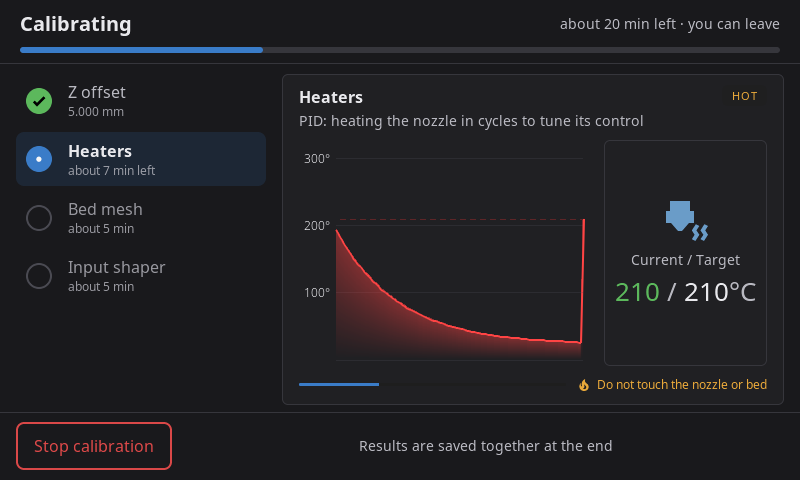 Calibrating
about 20 min left · you can leave
Z offset
5.000 mm
Heaters
about 7 min left
Bed mesh
about 5 min
Input shaper
about 5 min
Heaters
HOT
PID: heating the nozzle in cycles to tune its control
300°
200°
100°
Current / Target
210 / 210°C
Do not touch the nozzle or bed
Stop calibration
Results are saved together at the end